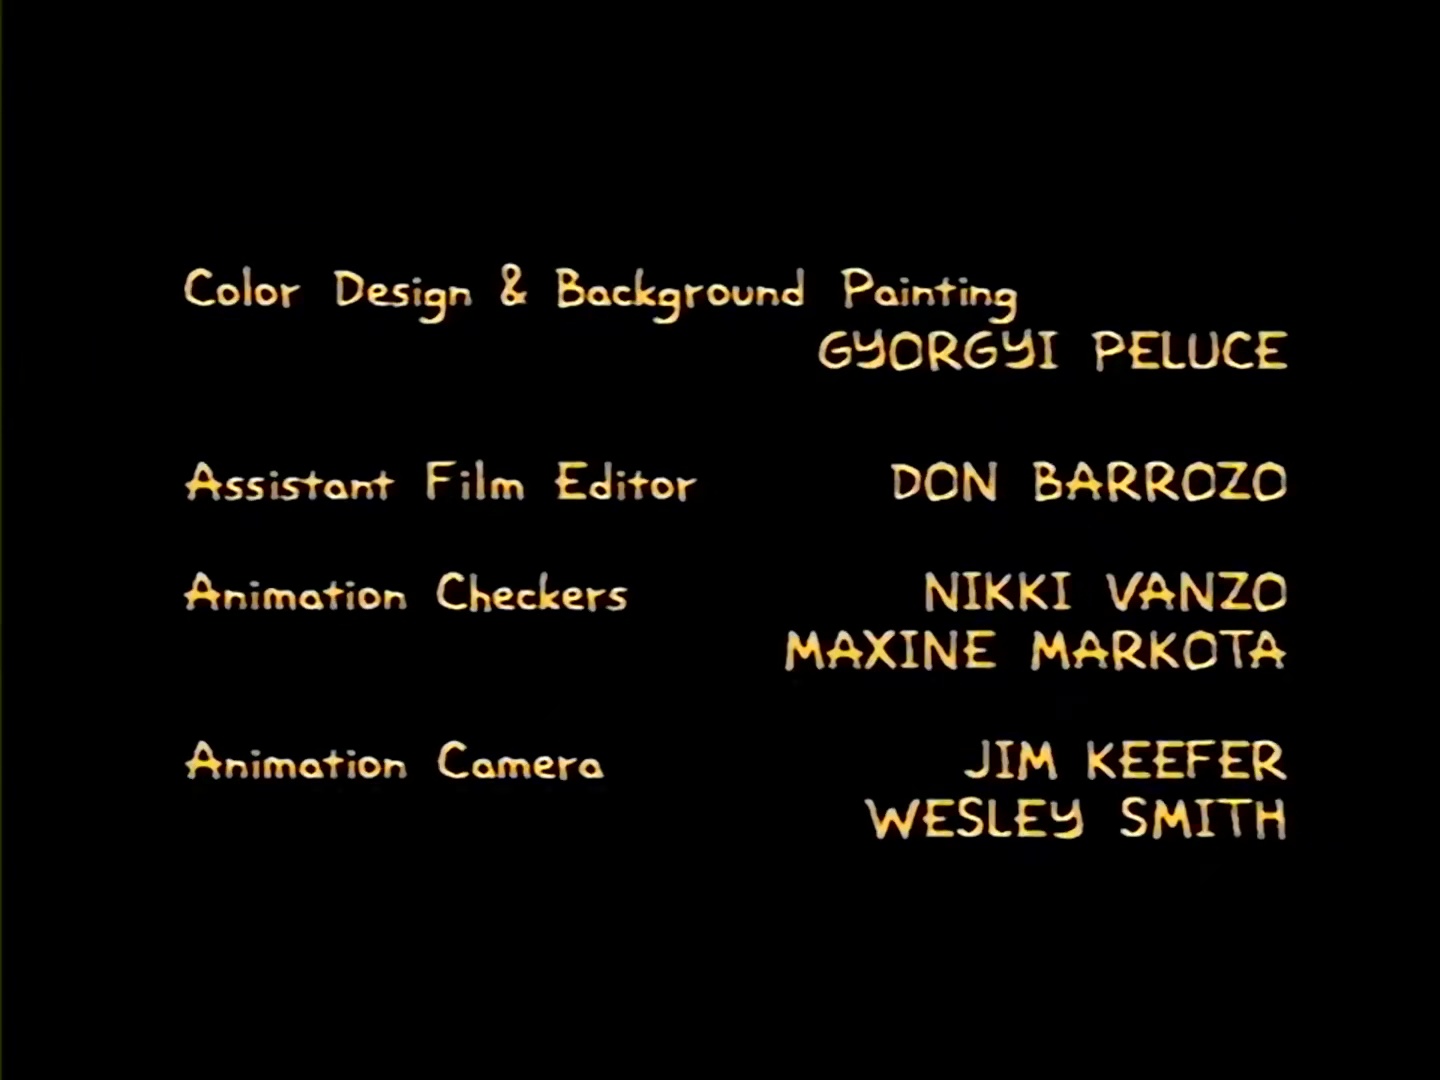 Color Design & Background Painting
GYORGYI PELUCE
Assistant Film Editor DON BARROZO
Animation Checkers NIKKI VANZO
MAXINE MARKOTA
Animation Camera JIM KEEFER
WESLEY SMITH